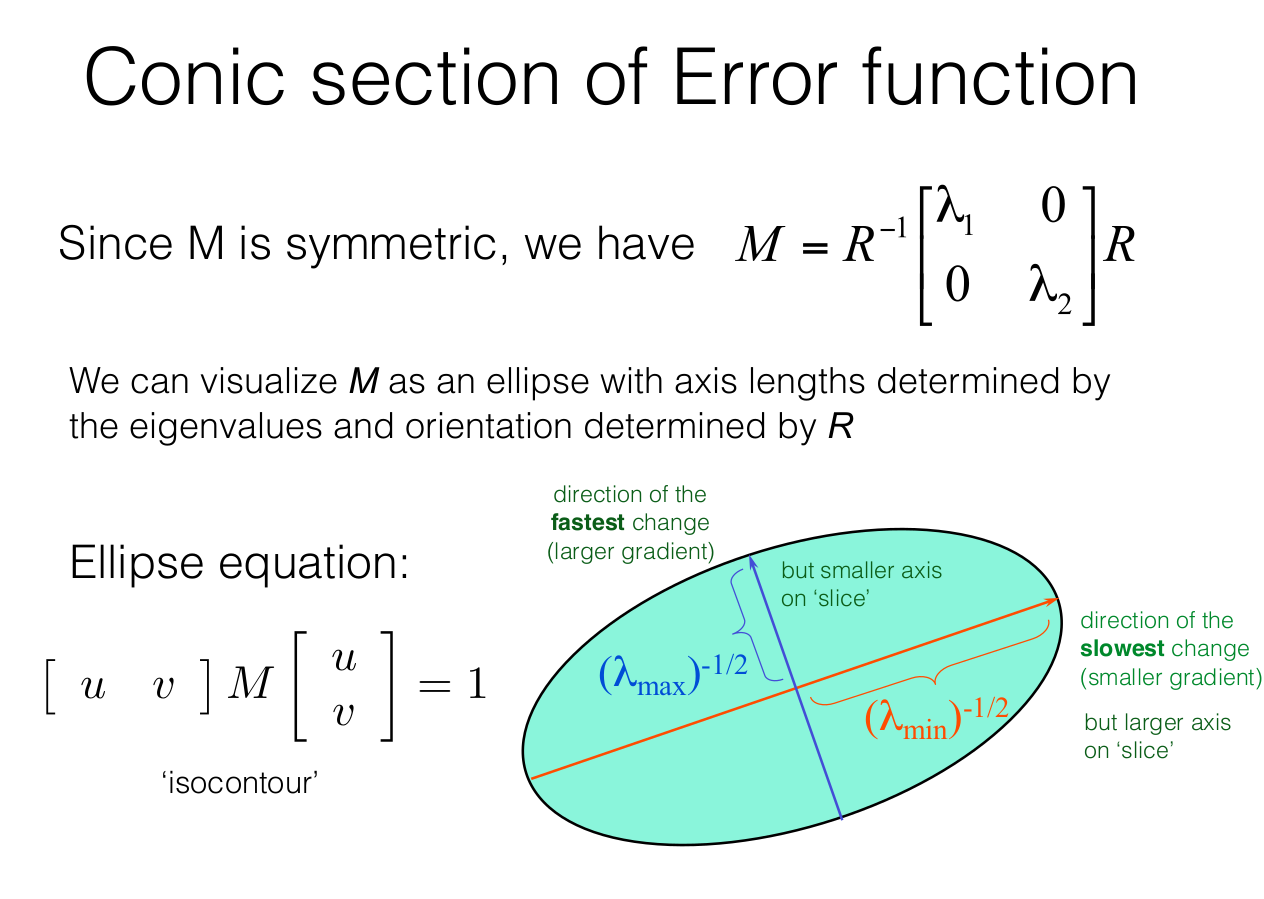 Conic section of Error function
Since M is symmetric, we have M = R⁻¹ [ λ₁ 0 ; 0 λ₂ ] R
We can visualize M as an ellipse with axis lengths determined by
the eigenvalues and orientation determined by R
Ellipse equation:
[ u v ] M [ u ; v ] = 1
‘isocontour’
direction of the
fastest change
(larger gradient)
but smaller axis
on ‘slice’
(λmax)-1/2
(λmin)-1/2
direction of the
slowest change
(smaller gradient)
but larger axis
on ‘slice’